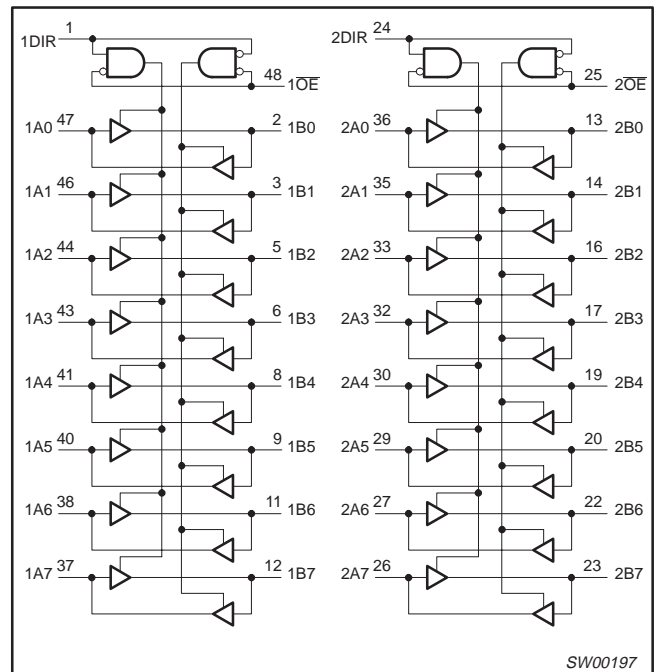 1DIR 1 2DIR 24
48 1O̅E̅ 25 2O̅E̅
1A0 47 2 1B0 2A0 36 13 2B0
1A1 46 3 1B1 2A1 35 14 2B1
1A2 44 5 1B2 2A2 33 16 2B2
1A3 43 6 1B3 2A3 32 17 2B3
1A4 41 8 1B4 2A4 30 19 2B4
1A5 40 9 1B5 2A5 29 20 2B5
1A6 38 11 1B6 2A6 27 22 2B6
1A7 37 12 1B7 2A7 26 23 2B7
SW00197